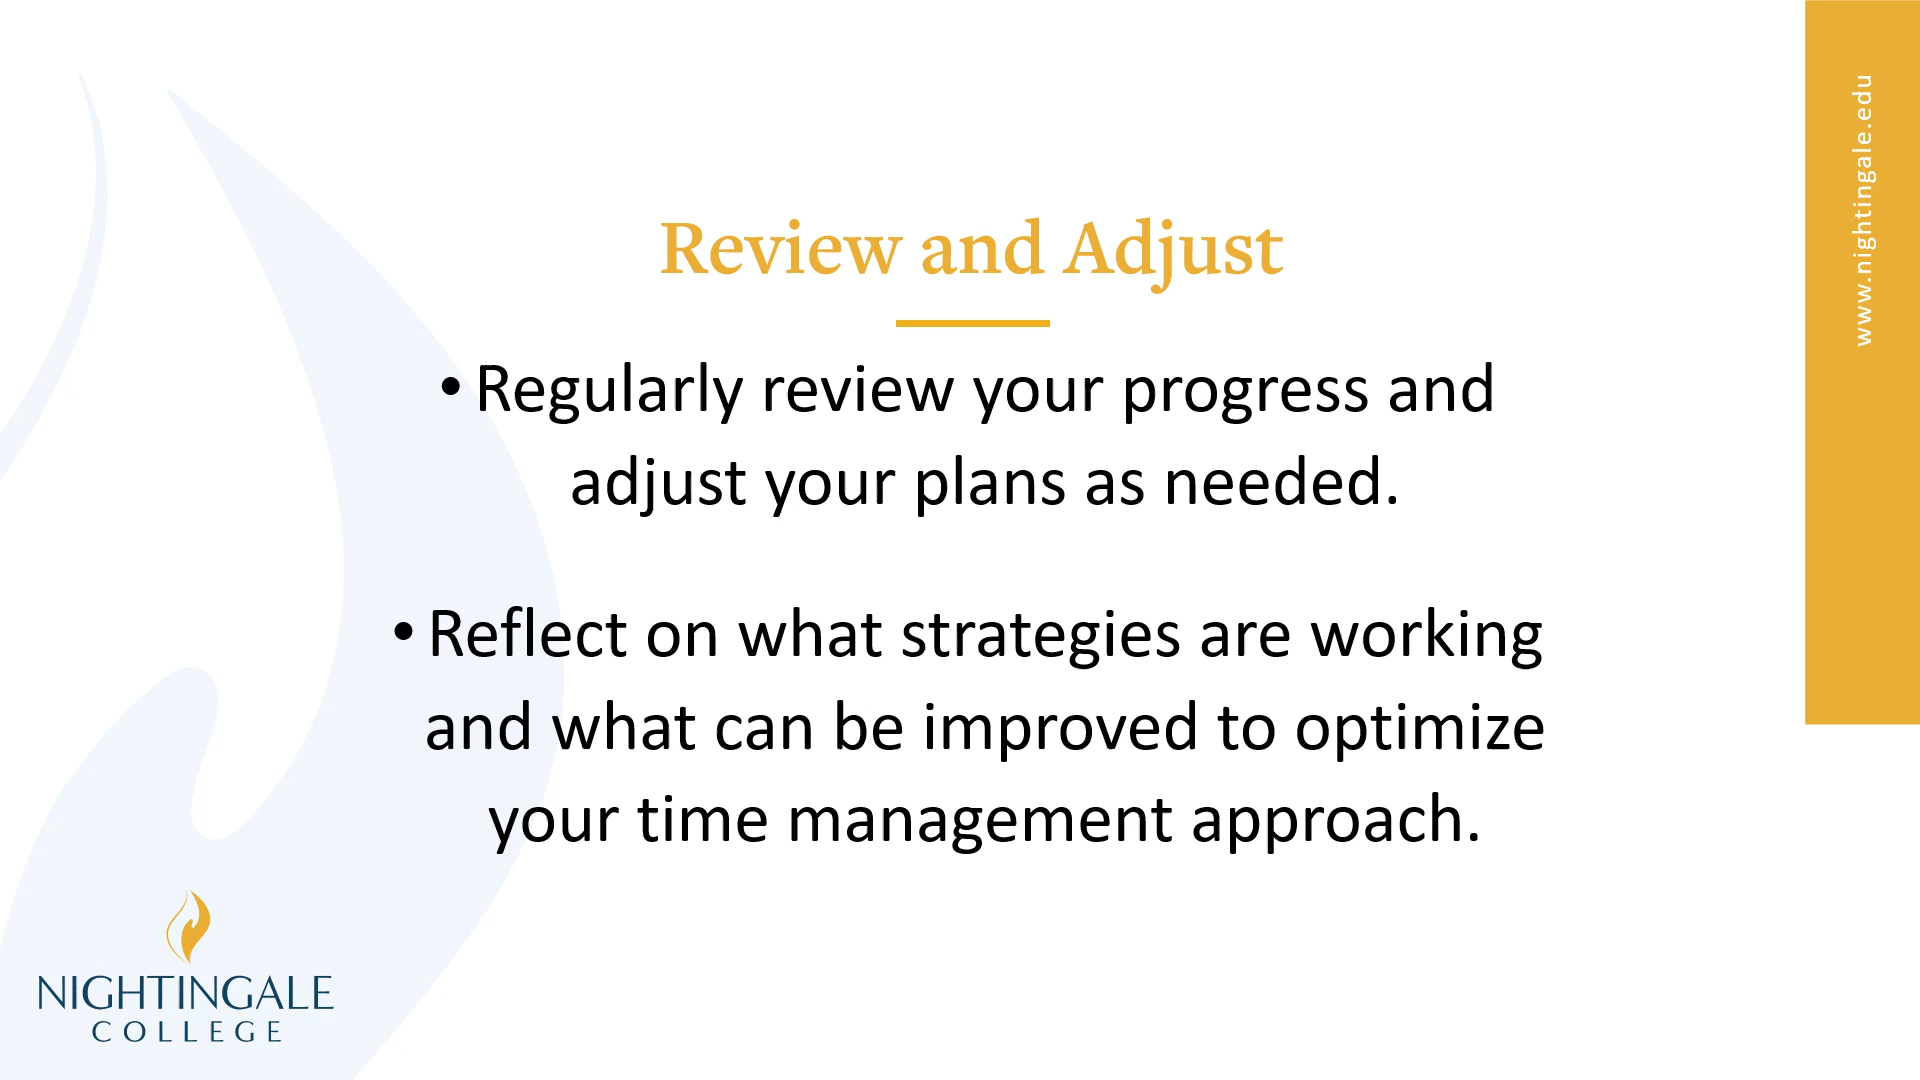 Review and Adjust
• Regularly review your progress and
adjust your plans as needed.
• Reflect on what strategies are working
and what can be improved to optimize
your time management approach.
www.nightingale.edu
NIGHTINGALE
COLLEGE